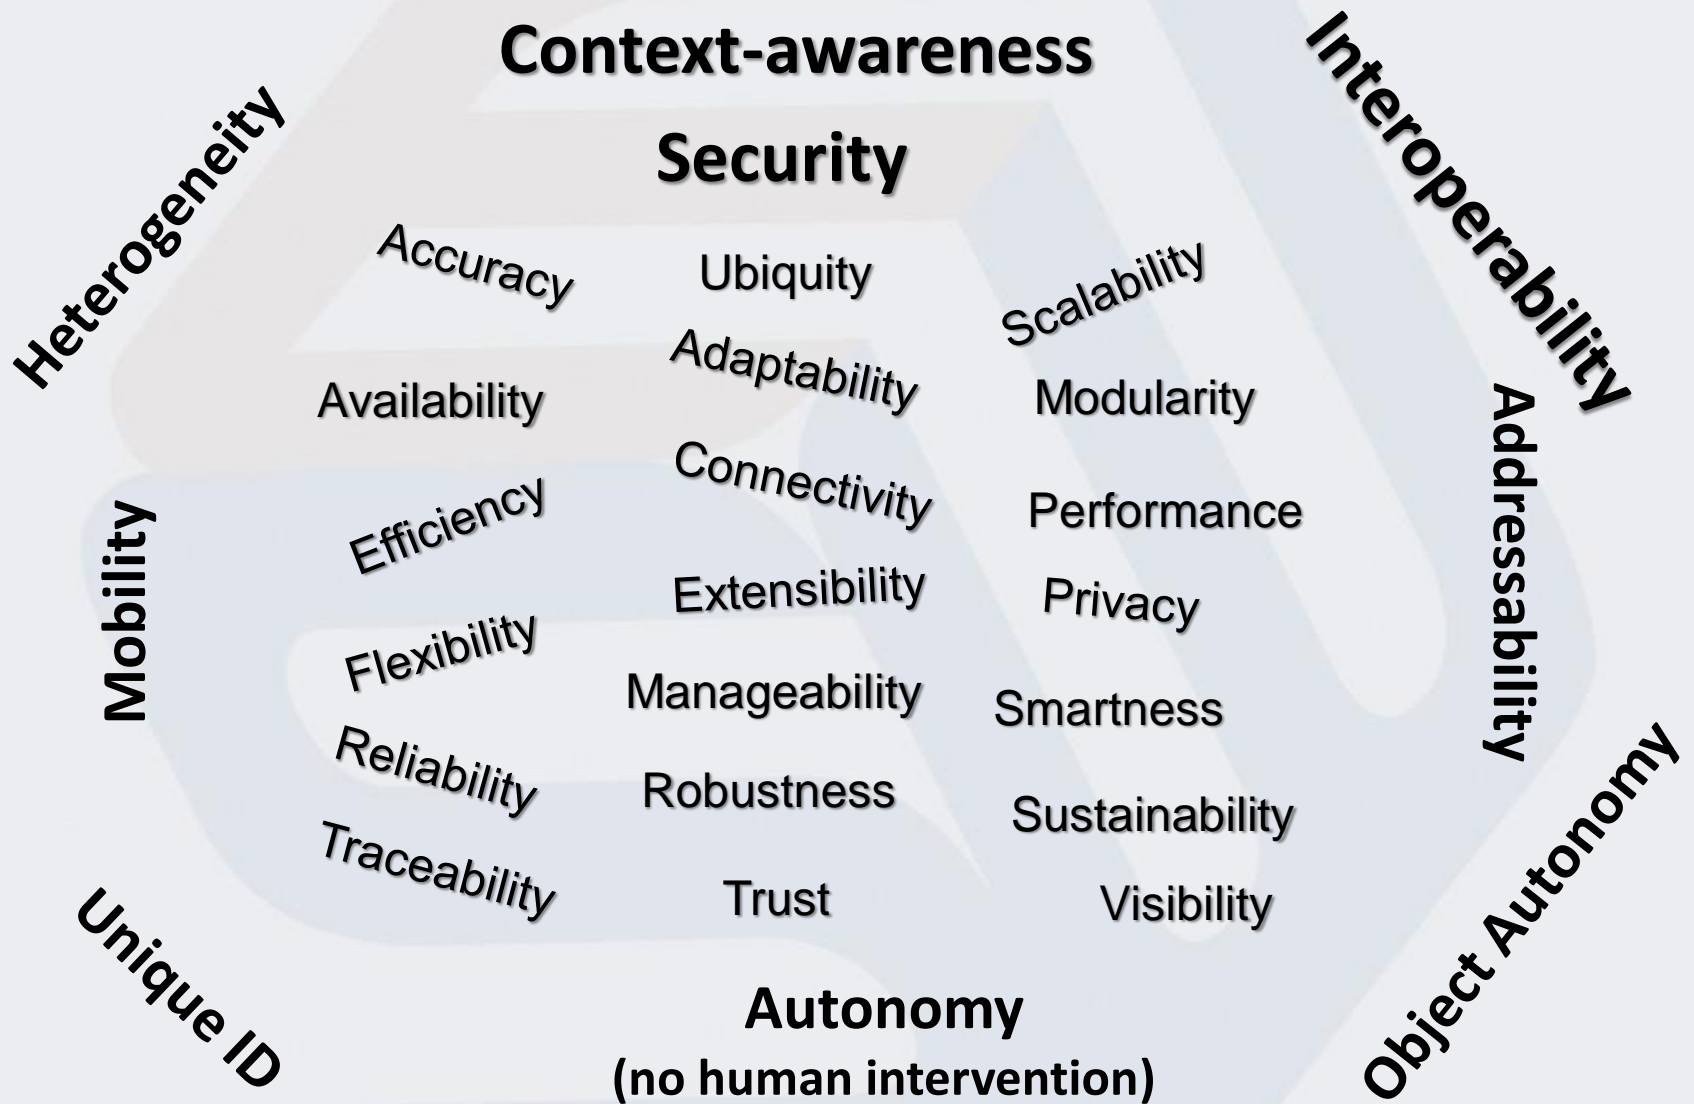 Context-awareness
Interoperability
Heterogeneity
Security
Accuracy
Ubiquity
Scalability
Adaptability
Availability
Modularity
Addressability
Connectivity
Efficiency
Performance
Mobility
Extensibility
Privacy
Flexibility
Manageability
Smartness
Reliability
Robustness
Sustainability
Traceability
Trust
Visibility
Object Autonomy
Unique ID
Autonomy
(no human intervention)